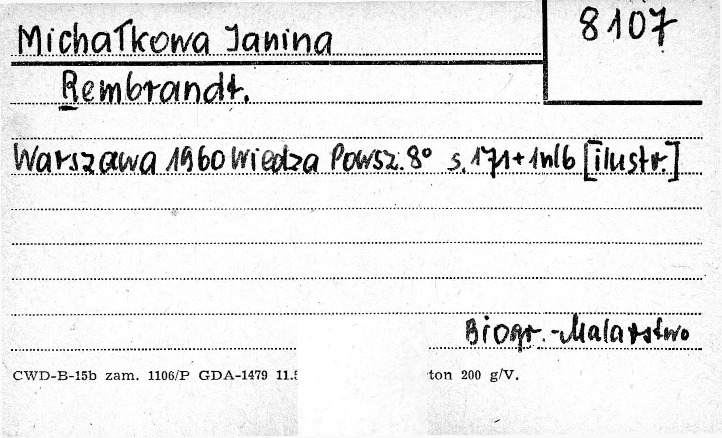 Michałkowa Janina
8107
Rembrandt.
Warszawa 1960 Wiedza Powsz. 8° s. 171+1nlb [ilustr.]
Biogr.-Malarstwo
CWD-B-15b zam. 1106/P GDA-1479 11.5 ton 200 g/V.